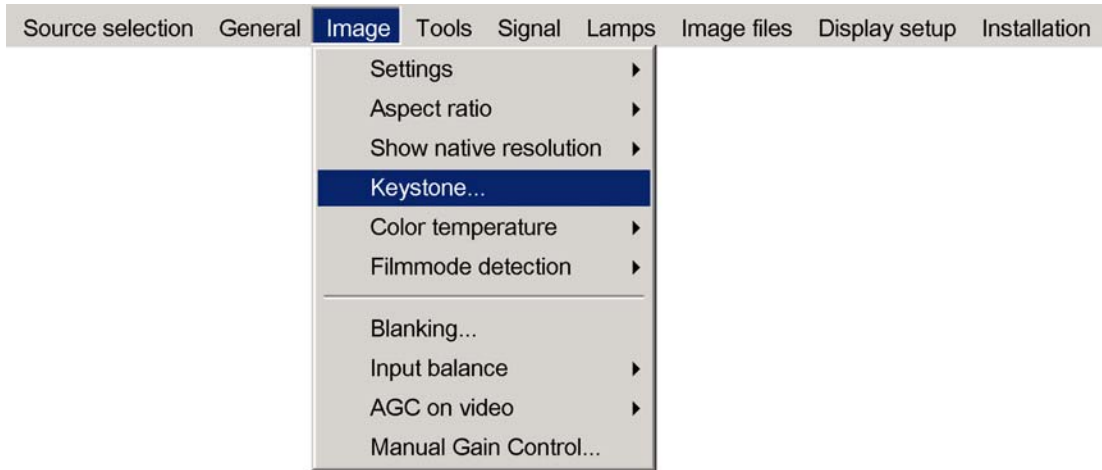 Source selection General Image Tools Signal Lamps Image files Display setup Installation
Settings
Aspect ratio
Show native resolution
Keystone...
Color temperature
Filmmode detection
Blanking...
Input balance
AGC on video
Manual Gain Control...